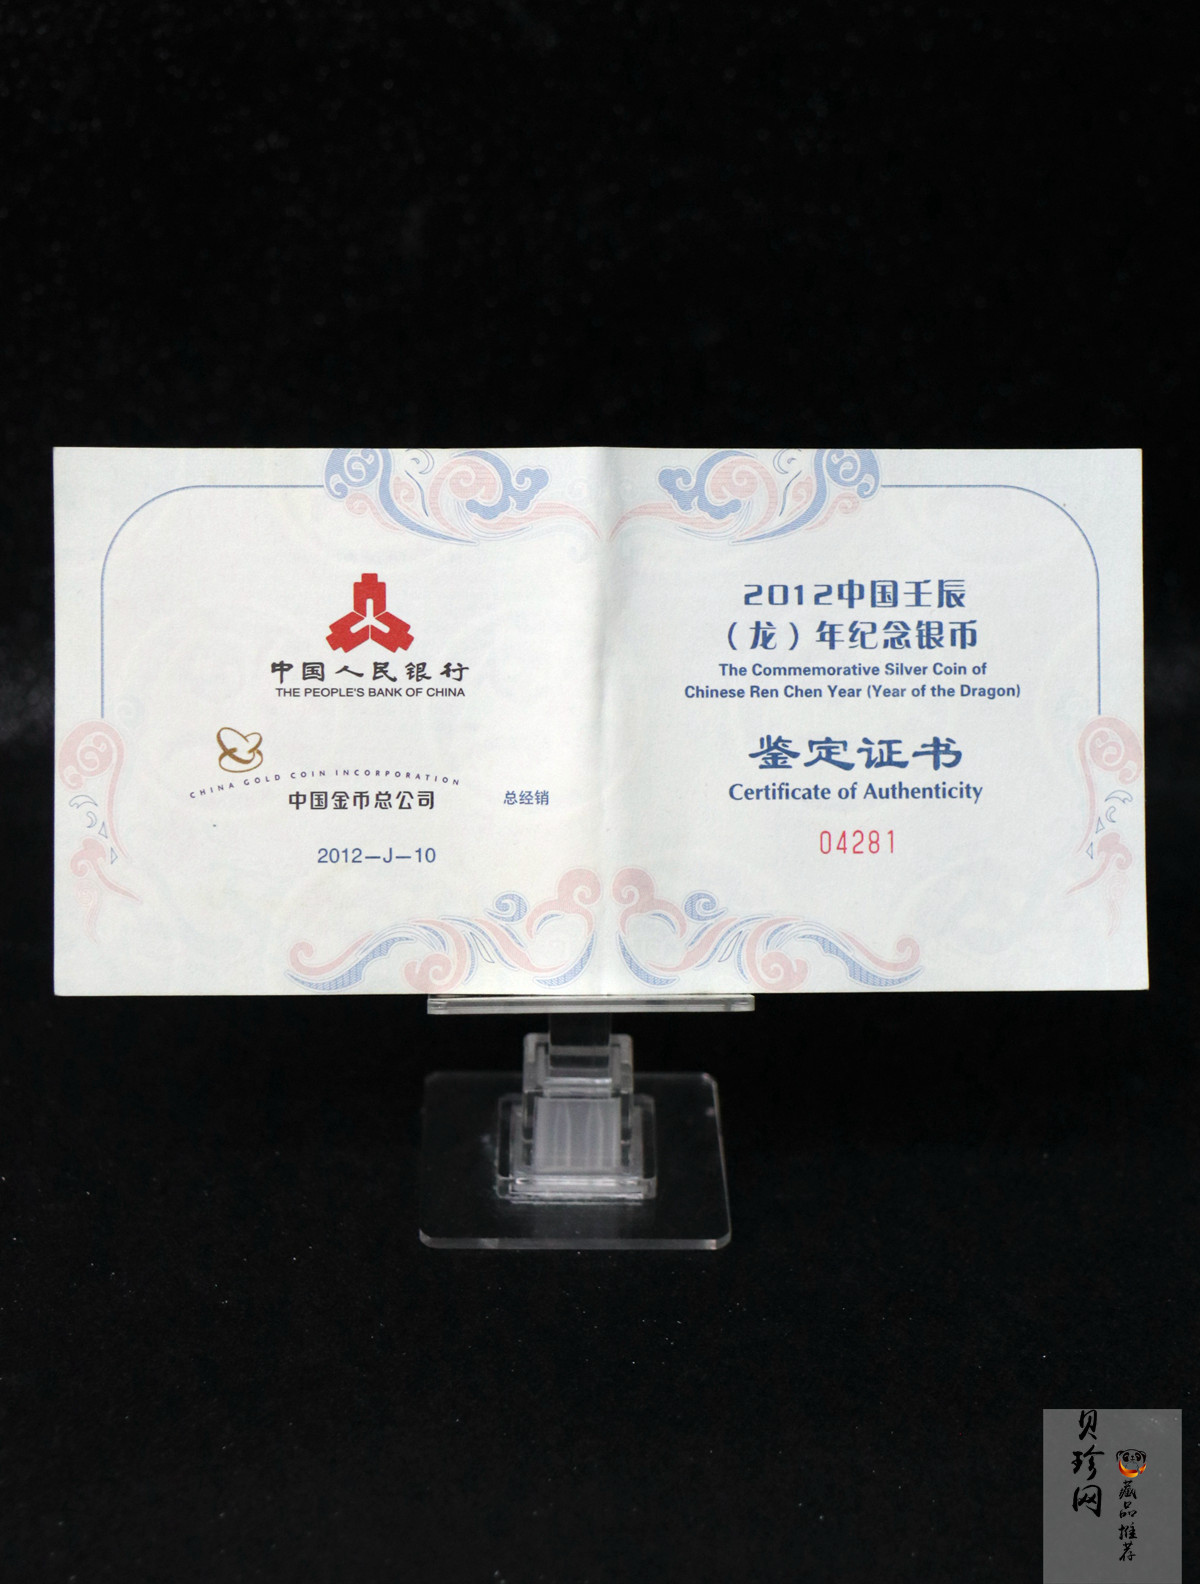 中国人民银行
THE PEOPLE'S BANK OF CHINA
CHINA GOLD COIN INCORPORATION
中国金币总公司
总经销
2012—J—10
2012中国壬辰
（龙）年纪念银币
The Commemorative Silver Coin of
Chinese Ren Chen Year (Year of the Dragon)
鉴定证书
Certificate of Authenticity
04281
贝珍网
藏品推荐